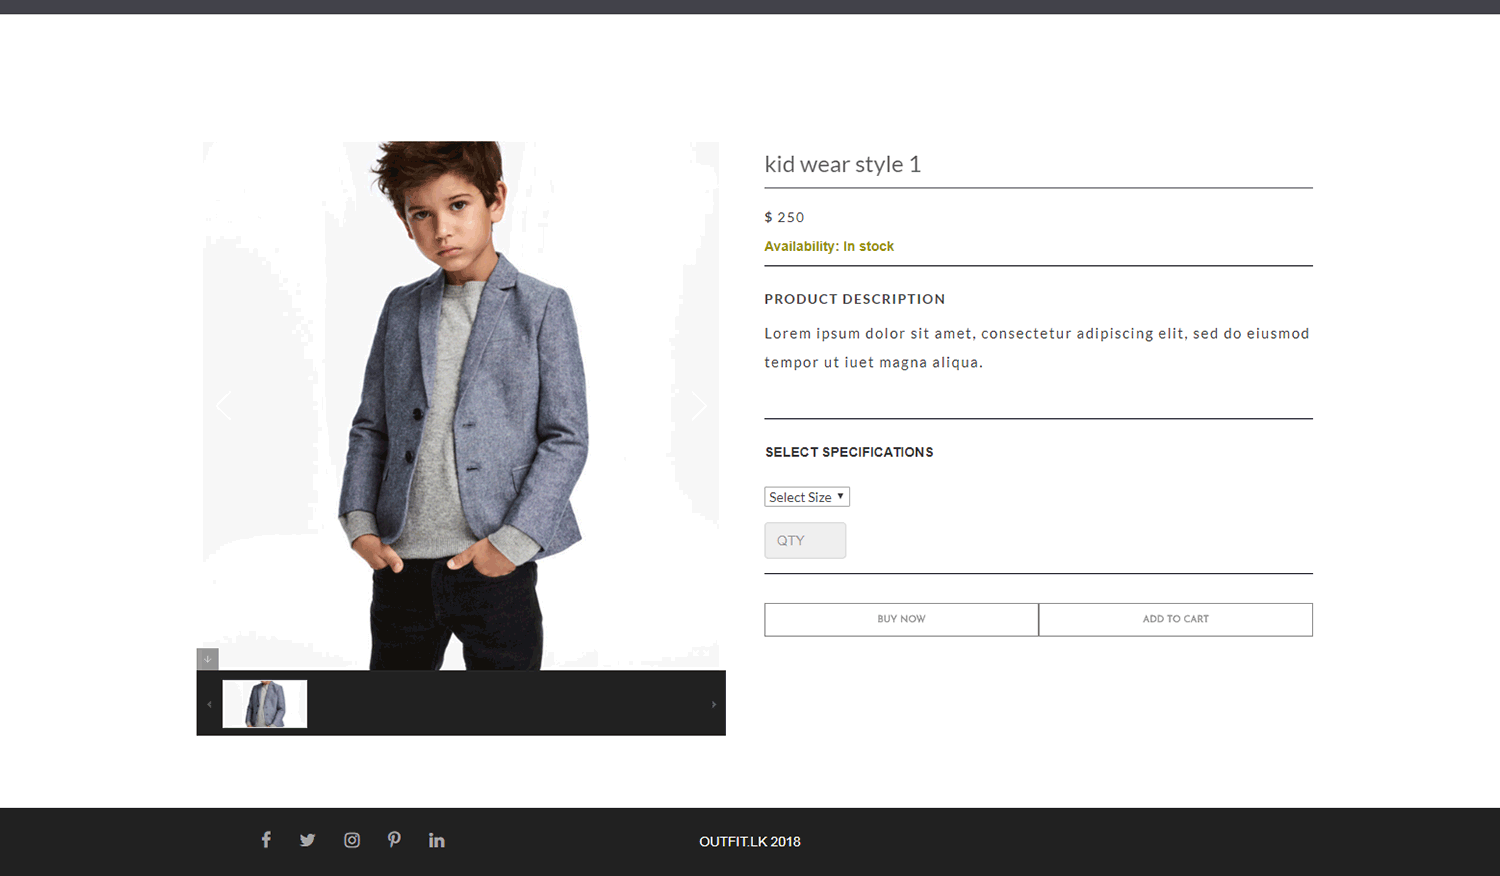 kid wear style 1
$ 250
Availability: In stock
PRODUCT DESCRIPTION
Lorem ipsum dolor sit amet, consectetur adipiscing elit, sed do eiusmod
tempor ut iuet magna aliqua.
SELECT SPECIFICATIONS
Select Size
QTY
BUY NOW
ADD TO CART
OUTFIT.LK 2018